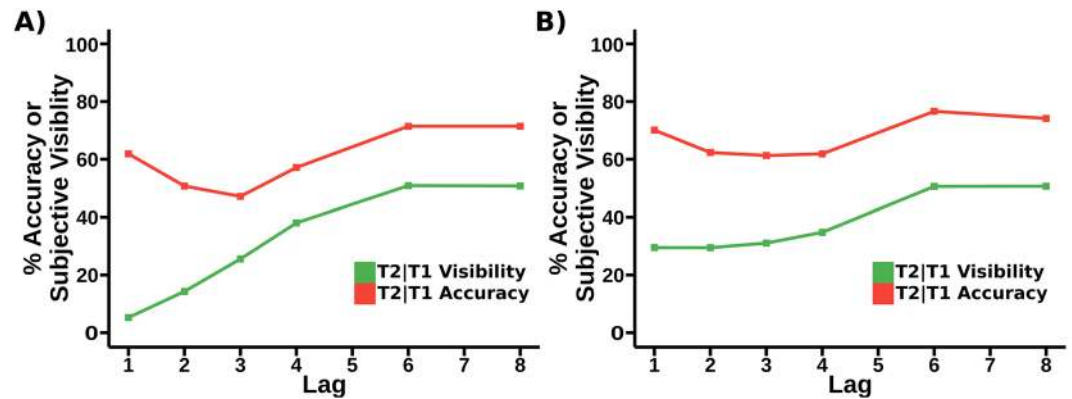 A)
% Accuracy or
Subjective Visiblity
100
80
60
40
20
0
1 2 3 4 5 6 7 8
Lag
T2|T1 Visibility
T2|T1 Accuracy
B)
% Accuracy or
Subjective Visiblity
100
80
60
40
20
0
1 2 3 4 5 6 7 8
Lag
T2|T1 Visibility
T2|T1 Accuracy